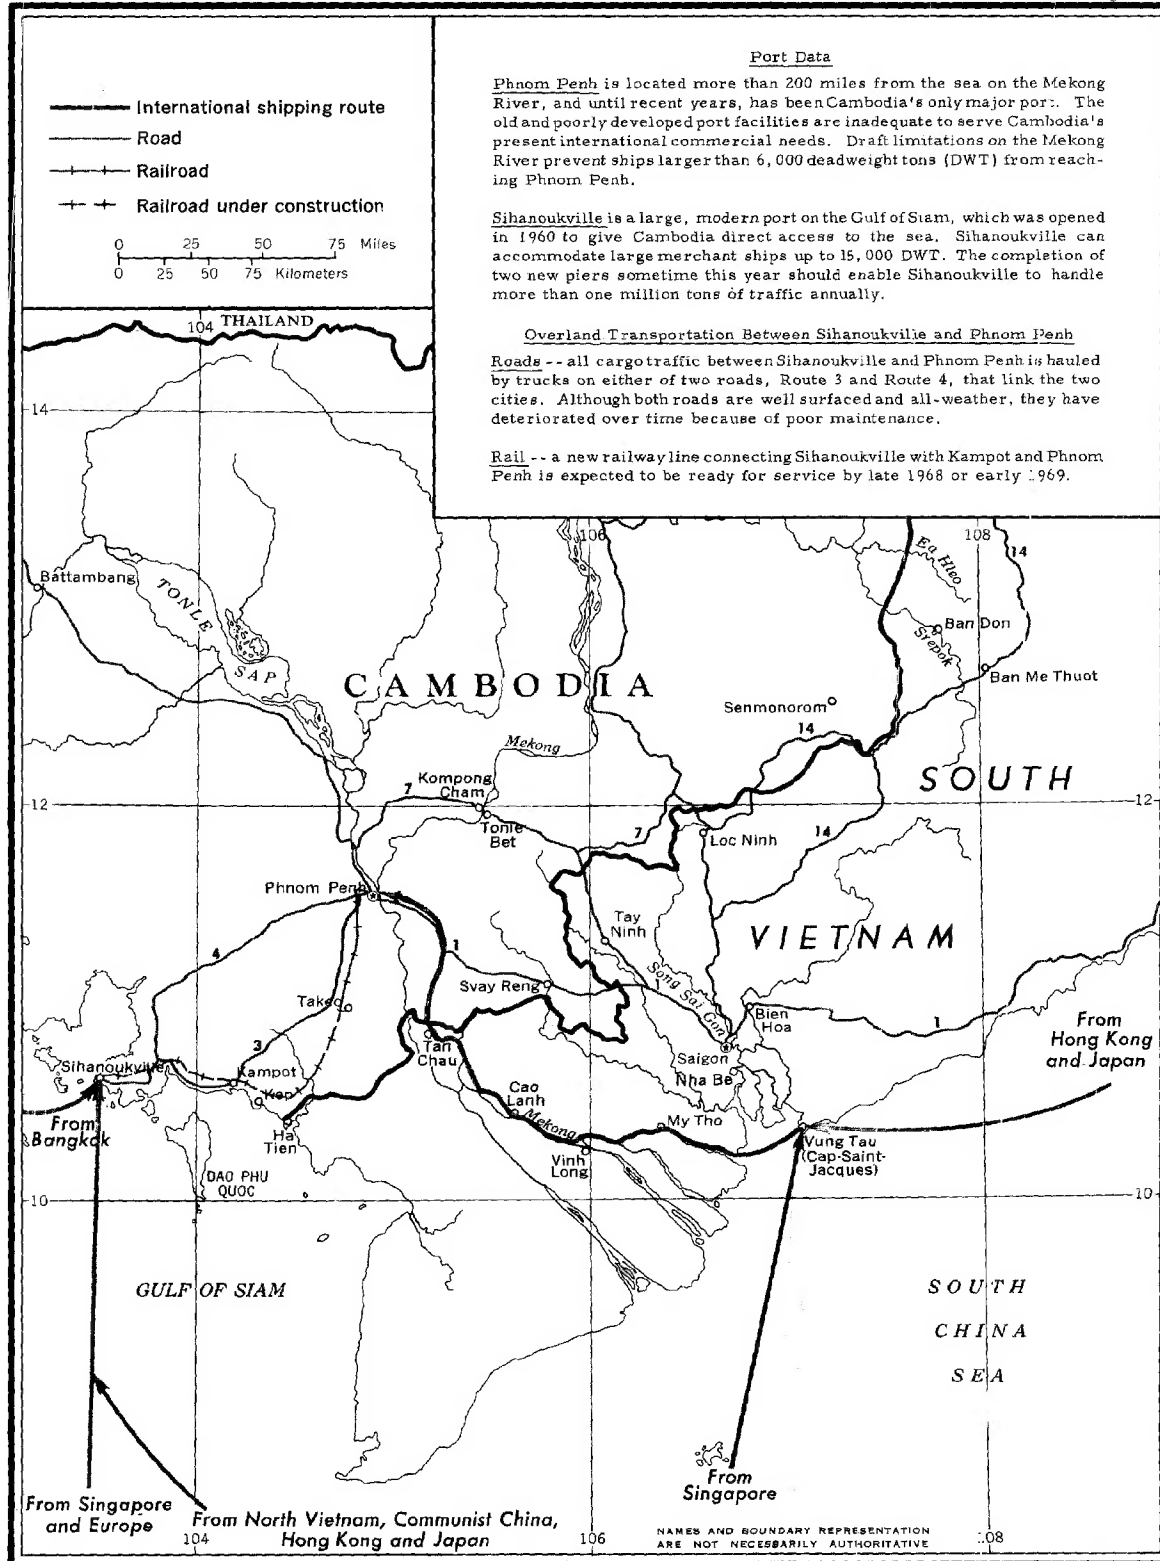 International shipping route
Road
Railroad
Railroad under construction
0 25 50 75 Miles
0 25 50 75 Kilometers
Port Data
Phnom Penh is located more than 200 miles from the sea on the Mekong
River, and until recent years, has been Cambodia's only major port. The
old and poorly developed port facilities are inadequate to serve Cambodia's
present international commercial needs. Draft limitations on the Mekong
River prevent ships larger than 6,000 deadweight tons (DWT) from reach-
ing Phnom Penh.
Sihanoukville is a large, modern port on the Gulf of Siam, which was opened
in 1960 to give Cambodia direct access to the sea. Sihanoukville can
accommodate large merchant ships up to 15,000 DWT. The completion of
two new piers sometime this year should enable Sihanoukville to handle
more than one million tons of traffic annually.
Overland Transportation Between Sihanoukville and Phnom Penh
Roads -- all cargo traffic between Sihanoukville and Phnom Penh is hauled
by trucks on either of two roads, Route 3 and Route 4, that link the two
cities. Although both roads are well surfaced and all-weather, they have
deteriorated over time because of poor maintenance.
Rail -- a new railway line connecting Sihanoukville with Kampot and Phnom
Penh is expected to be ready for service by late 1968 or early 1969.
104
THAILAND
14
106
108
14
Ea Hleo
Battambang
TONLE
SAP
Ban Don
Srepok
Ban Me Thuot
CAMBODIA
Senmonorom
14
Mekong
SOUTH
Kompong
Cham
7
12
12
Tonle
Bet
7
Loc Ninh
14
Phnom Penh
Tay
Ninh
VIETNAM
4
1
Song Sai Gon
Svay Reng
Takeo
Bien
Hoa
1
From
Hong Kong
and Japan
3
Tan
Chau
Saigon
Sihanoukville
Kampot
Nha Be
Kep
Cao
Lanh
From
Bangkok
Mekong
My Tho
Ha
Tien
Vung Tau
(Cap-Saint-
Jacques)
Vinh
Long
DAO PHU
QUOC
10
10
GULF OF SIAM
SOUTH
CHINA
SEA
From
Singapore
From Singapore
and Europe
From North Vietnam, Communist China,
Hong Kong and Japan
104
106
108
NAMES AND BOUNDARY REPRESENTATION
ARE NOT NECESSARILY AUTHORITATIVE